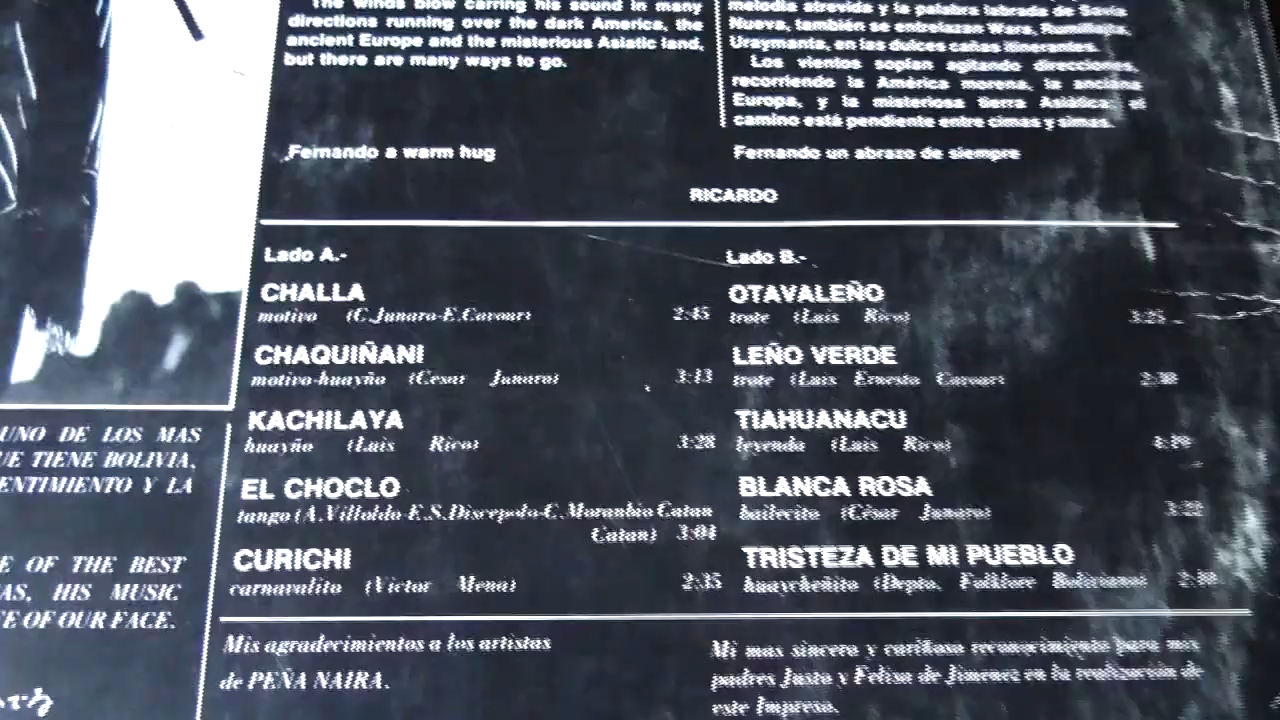 The winds blow carring his sound in many
directions running over the dark America, the
ancient Europe and the misterious Asiatic land,
but there are many ways to go.
Fernando a warm hug
melodía atrevida y la palabra labrada de Savia
Nueva, también se entrelazan Wara, Rumillajta,
Uraymanta, en las dulces cañas itinerantes.
Los vientos soplan agitando direcciones,
recorriendo la América morena, la anciana
Europa, y la misteriosa tierra Asiática, el
camino está pendiente entre cimas y simas.
Fernando un abrazo de siempre
RICARDO
Lado A.-
CHALLA
motivo (C.Junaro-E.Cavour) 2:45
CHAQUIÑANI
motivo-huayño (Cesar Junaro) 3:13
KACHILAYA
huayño (Luis Rico) 3:28
EL CHOCLO
tango (A.Villoldo-E.S.Discepolo-C.Morambio Catan
Catan) 3:04
CURICHI
carnavalito (Víctor Mena) 2:35
Lado B.-
OTAVALEÑO
trote (Luis Rico) 3:25
LEÑO VERDE
trote (Luis Ernesto Cavour) 2:30
TIAHUANACU
leyenda (Luis Rico)
BLANCA ROSA
bailecito (César Junaro) 3:22
TRISTEZA DE MI PUEBLO
huaycheñito (Depto. Folklore Boliviano)
UNO DE LOS MAS
UE TIENE BOLIVIA,
ENTIMIENTO Y LA
E OF THE BEST
AS, HIS MUSIC
E OF OUR FACE.
Mis agradecimientos a los artistas
de PEÑA NAIRA.
Mi mas sincero y cariñoso reconocimiento para mis
padres Justo y Felisa de Jimenez en la realización de
este Impreso.